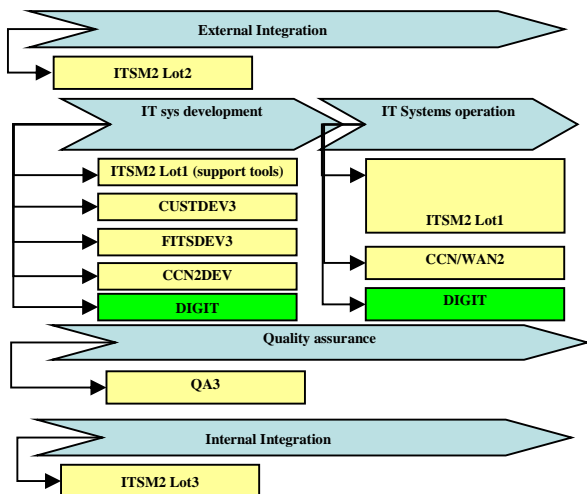 External Integration
ITSM2 Lot2
IT sys development
ITSM2 Lot1 (support tools)
CUSTDEV3
FITSDEV3
CCN2DEV
DIGIT
IT Systems operation
ITSM2 Lot1
CCN/WAN2
DIGIT
Quality assurance
QA3
Internal Integration
ITSM2 Lot3